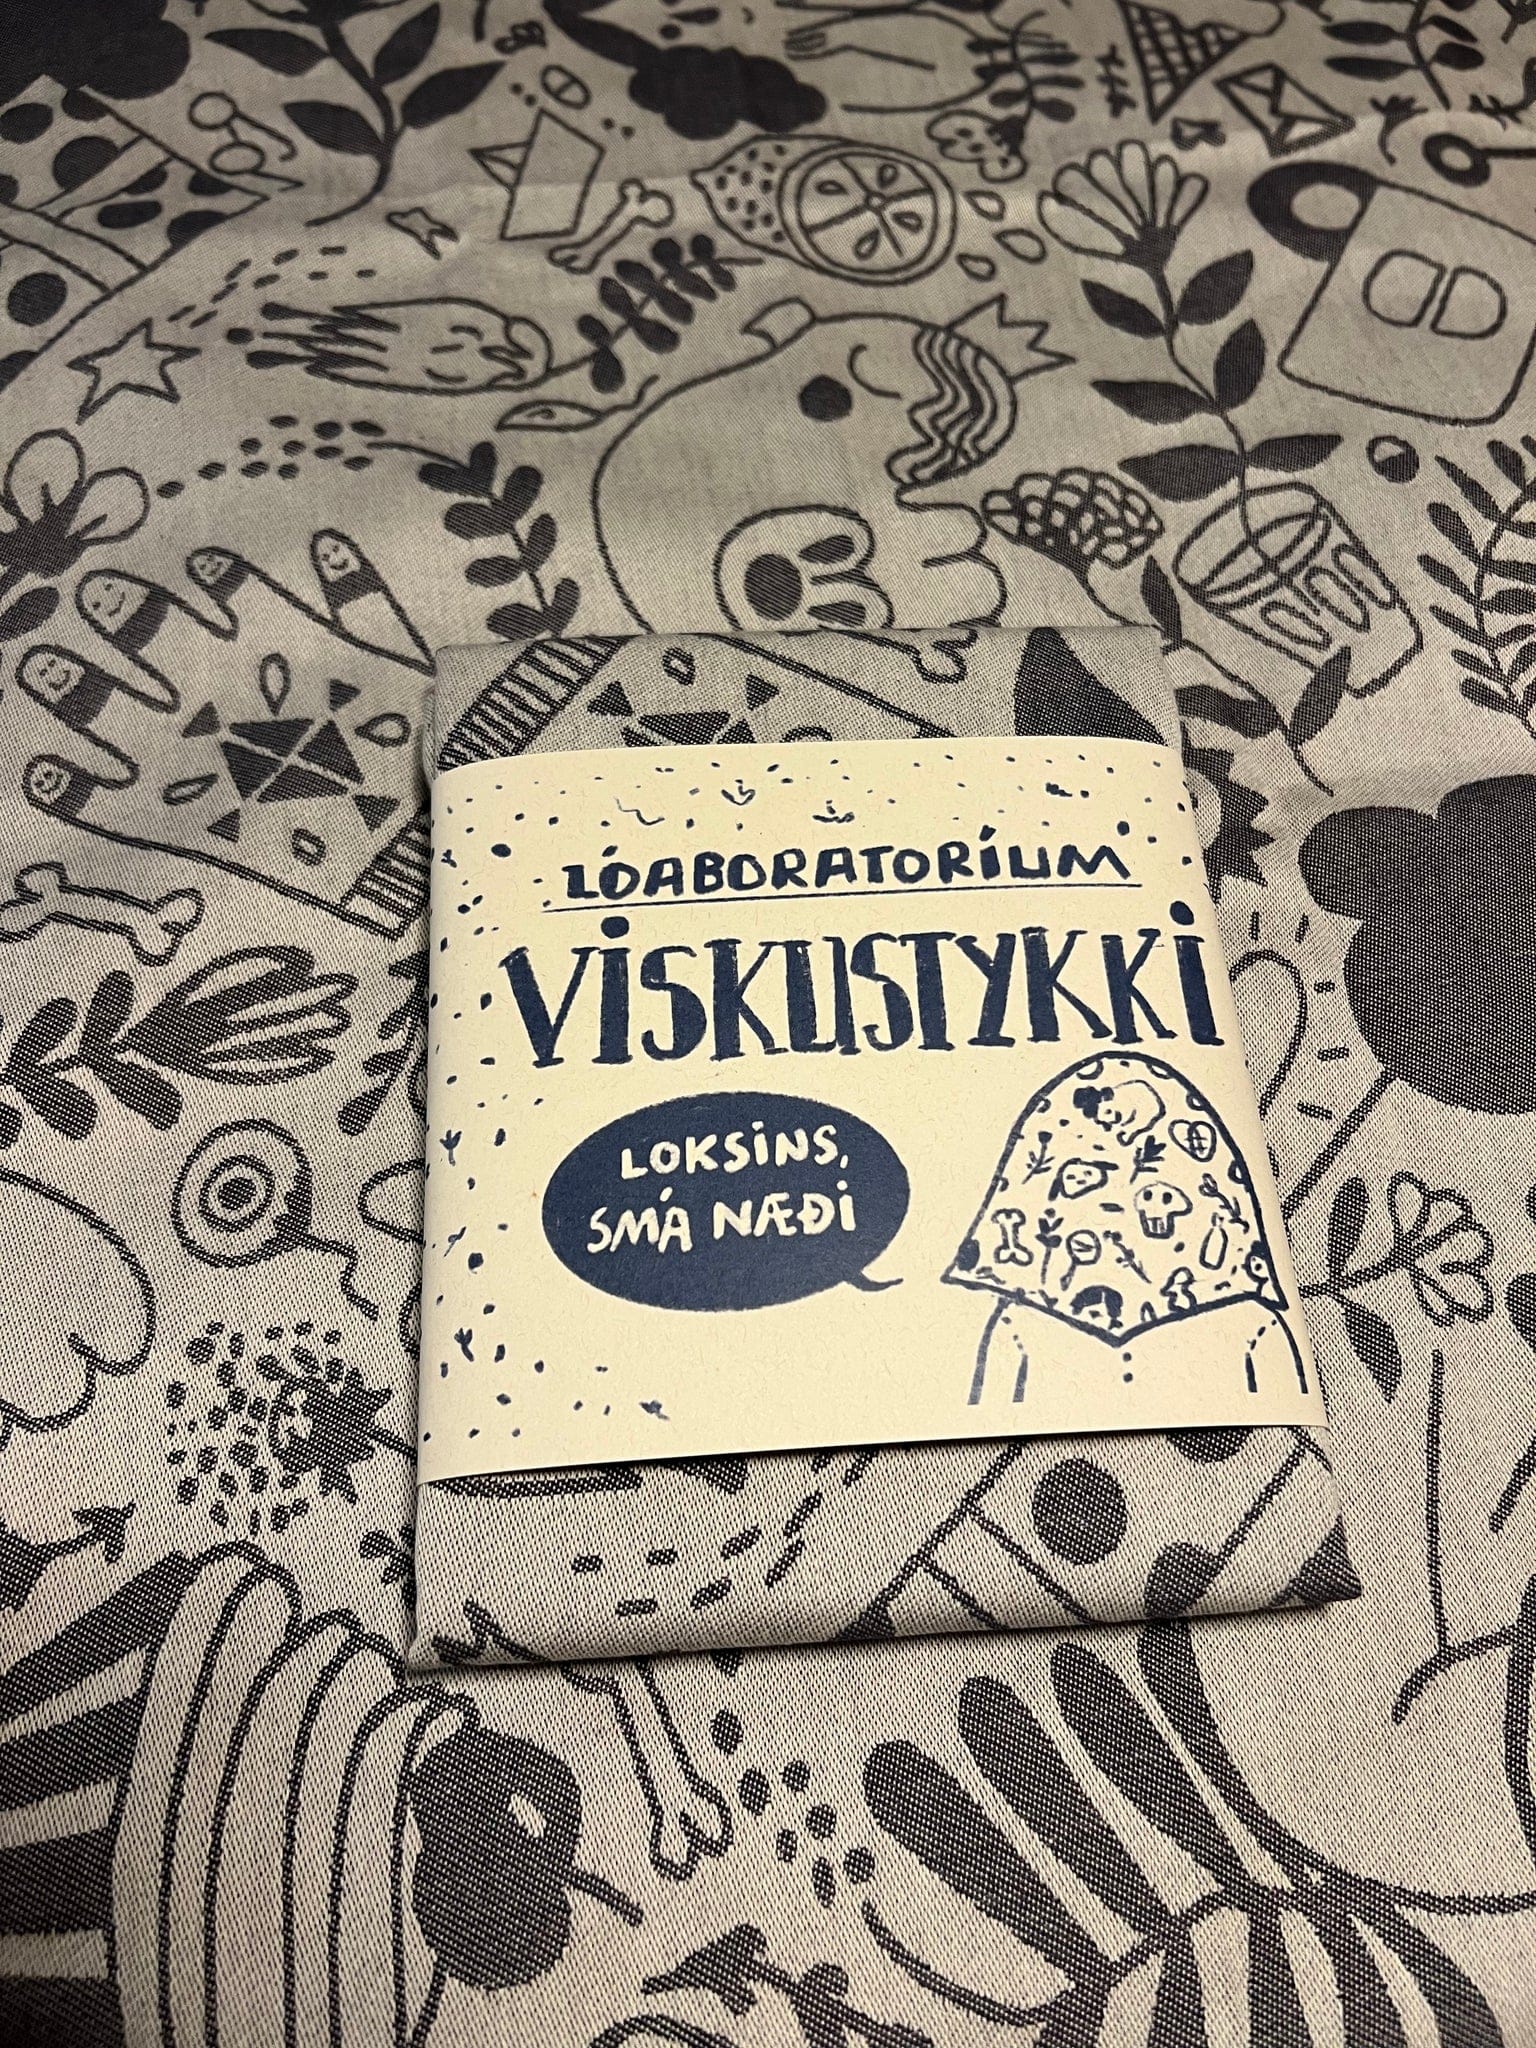 LÓABORATORÍUM
VISKUSTYKKI
LOKSINS,
SMÁ NÆÐI